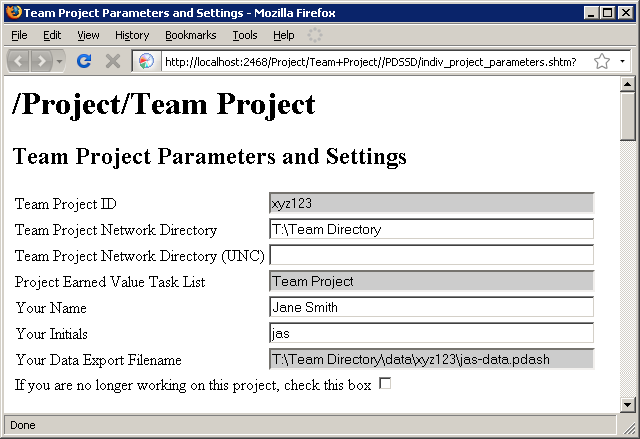 Team Project Parameters and Settings - Mozilla Firefox
File Edit View History Bookmarks Tools Help
http://localhost:2468/Project/Team+Project//PDSSD/indiv_project_parameters.shtm?
/Project/Team Project
Team Project Parameters and Settings
Team Project ID xyz123
Team Project Network Directory T:\Team Directory
Team Project Network Directory (UNC)
Project Earned Value Task List Team Project
Your Name Jane Smith
Your Initials jas
Your Data Export Filename T:\Team Directory\data\xyz123\jas-data.pdash
If you are no longer working on this project, check this box
Done